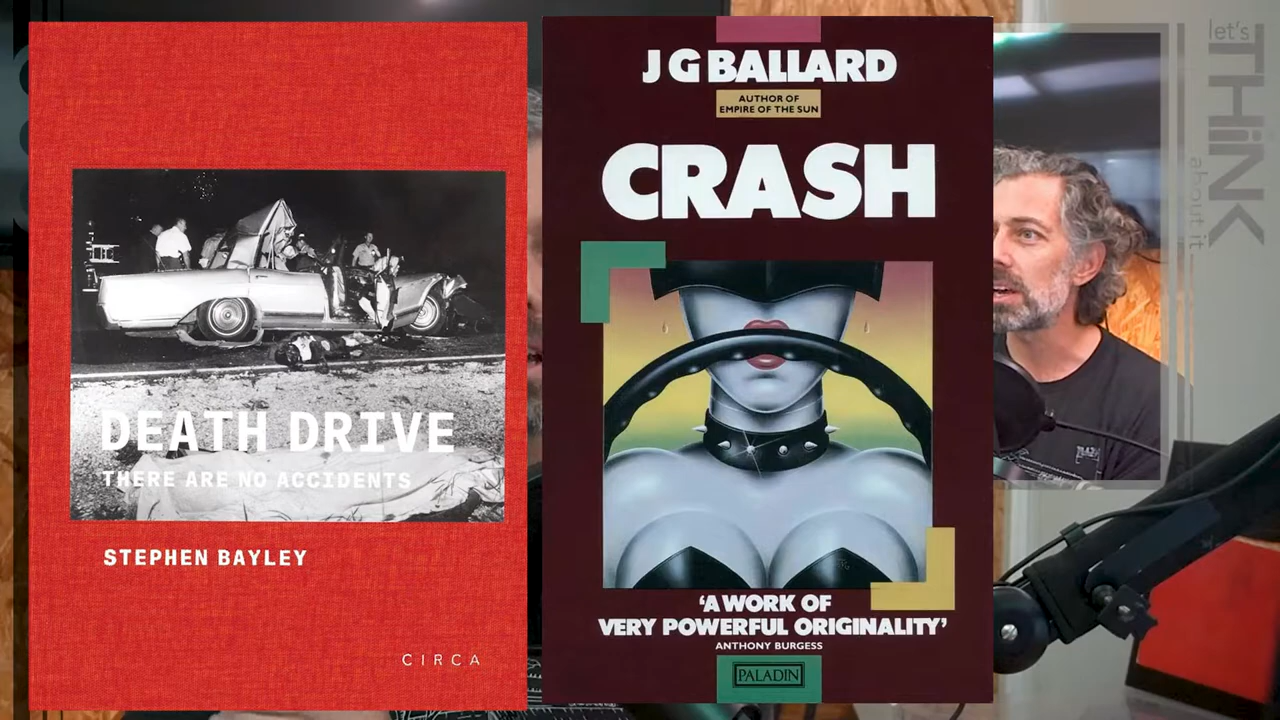 DEATH DRIVE
THERE ARE NO ACCIDENTS
STEPHEN BAYLEY
CIRCA
J G BALLARD
AUTHOR OF
EMPIRE OF THE SUN
CRASH
'A WORK OF
VERY POWERFUL ORIGINALITY'
ANTHONY BURGESS
PALADIN
let's
THiNK
about it